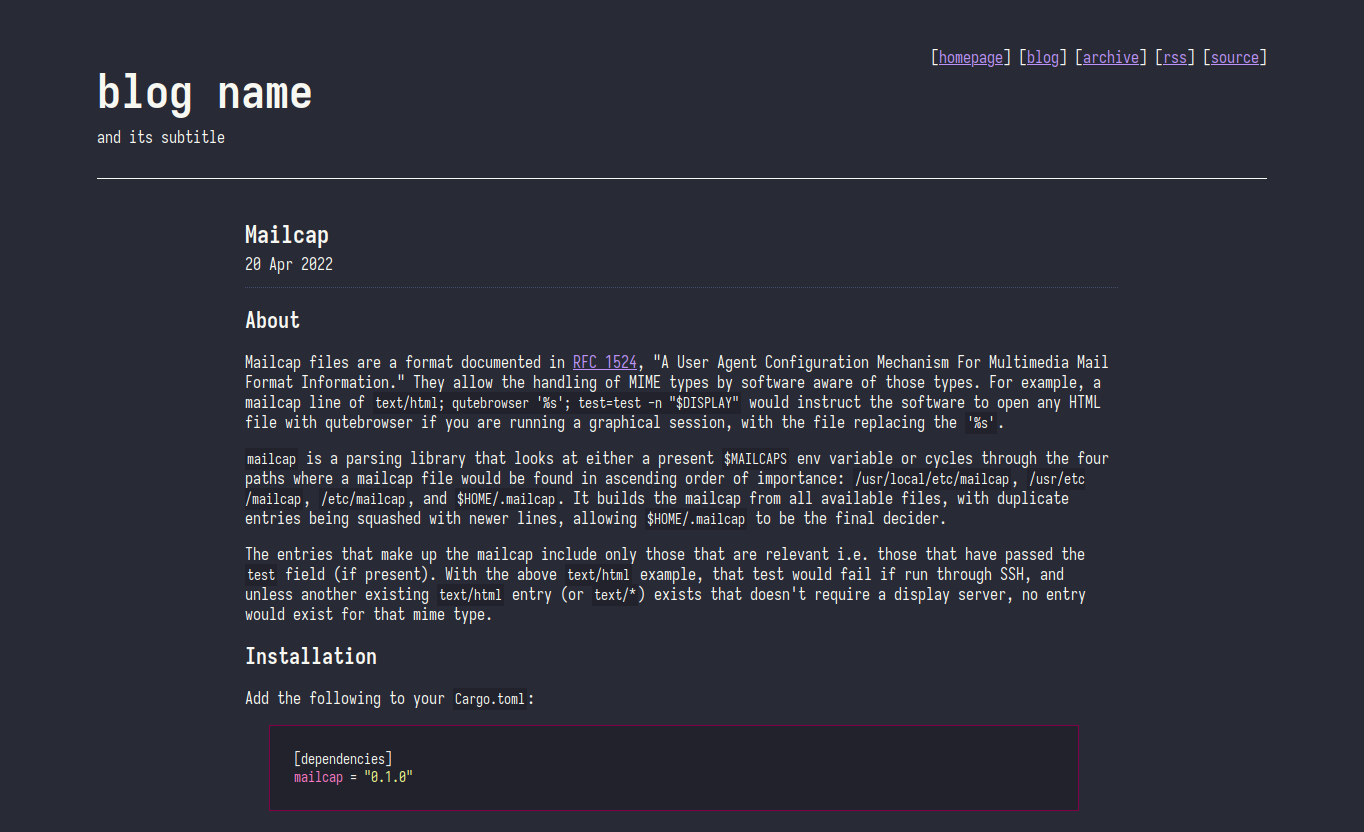 [homepage] [blog] [archive] [rss] [source]
blog name
and its subtitle
Mailcap
20 Apr 2022
About
Mailcap files are a format documented in RFC 1524, "A User Agent Configuration Mechanism For Multimedia Mail
Format Information." They allow the handling of MIME types by software aware of those types. For example, a
mailcap line of text/html; qutebrowser '%s'; test=test -n "$DISPLAY" would instruct the software to open any HTML
file with qutebrowser if you are running a graphical session, with the file replacing the '%s'.
mailcap is a parsing library that looks at either a present $MAILCAPS env variable or cycles through the four
paths where a mailcap file would be found in ascending order of importance: /usr/local/etc/mailcap, /usr/etc
/mailcap, /etc/mailcap, and $HOME/.mailcap. It builds the mailcap from all available files, with duplicate
entries being squashed with newer lines, allowing $HOME/.mailcap to be the final decider.
The entries that make up the mailcap include only those that are relevant i.e. those that have passed the
test field (if present). With the above text/html example, that test would fail if run through SSH, and
unless another existing text/html entry (or text/*) exists that doesn't require a display server, no entry
would exist for that mime type.
Installation
Add the following to your Cargo.toml:
[dependencies]
mailcap = "0.1.0"